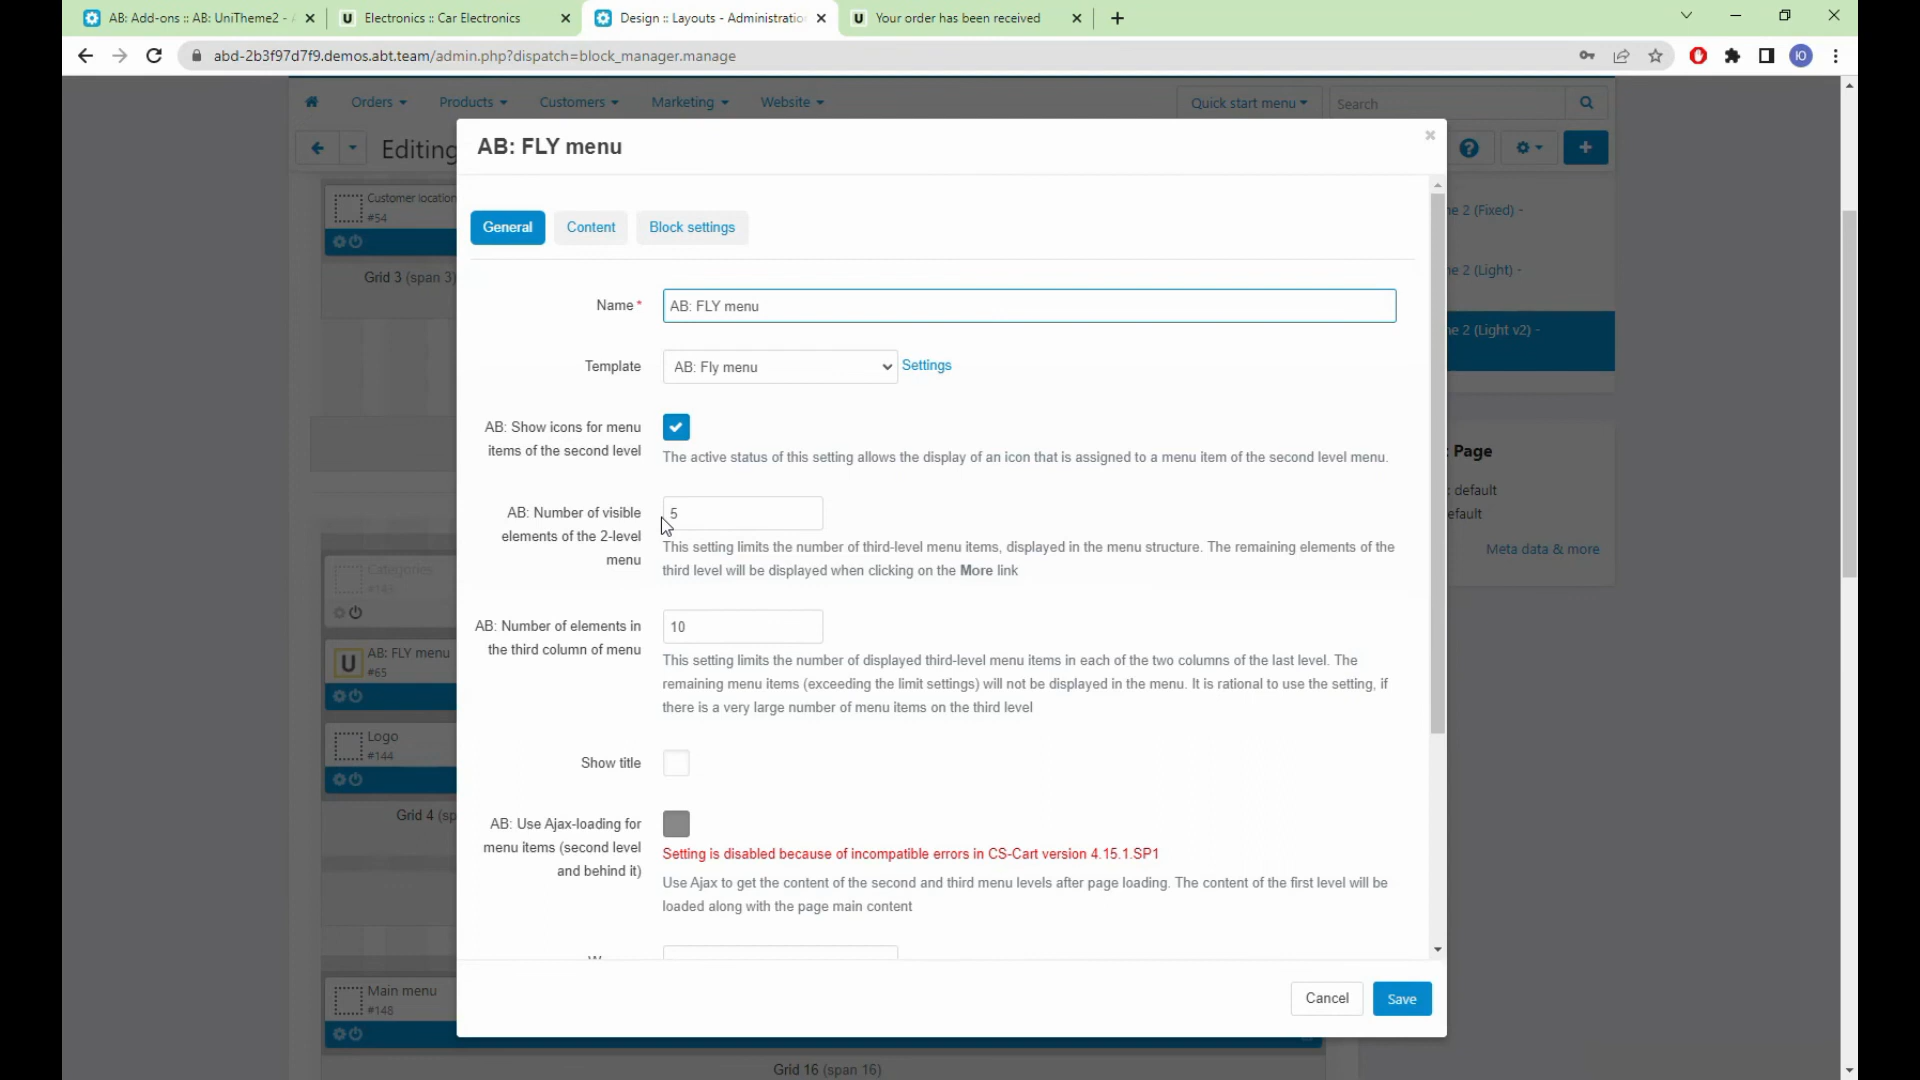 AB: Add-ons :: AB: UniTheme2 -
Electronics :: Car Electronics
Design :: Layouts - Administratio
Your order has been received
abd-2b3f97d7f9.demos.abt.team/admin.php?dispatch=block_manager.manage
Orders
Products
Customers
Marketing
Website
Quick start menu
Search
Editing
AB: FLY menu
Customer location
#54
Grid 3 (span 3)
General
Content
Block settings
Name*
AB: FLY menu
Template
AB: Fly menu
Settings
AB: Show icons for menu
items of the second level
The active status of this setting allows the display of an icon that is assigned to a menu item of the second level menu.
AB: Number of visible
elements of the 2-level
menu
5
This setting limits the number of third-level menu items, displayed in the menu structure. The remaining elements of the
third level will be displayed when clicking on the More link
AB: Number of elements in
the third column of menu
10
This setting limits the number of displayed third-level menu items in each of the two columns of the last level. The
remaining menu items (exceeding the limit settings) will not be displayed in the menu. It is rational to use the setting, if
there is a very large number of menu items on the third level
Show title
AB: Use Ajax-loading for
menu items (second level
and behind it)
Setting is disabled because of incompatible errors in CS-Cart version 4.15.1.SP1
Use Ajax to get the content of the second and third menu levels after page loading. The content of the first level will be
loaded along with the page main content
Cancel
Save
Categories
AB: FLY menu
#65
Logo
#144
Grid 4 (sp
Main menu
#148
Grid 16 (span 16)
e 2 (Fixed) -
e 2 (Light) -
e 2 (Light v2) -
: Page
: default
efault
Meta data & more